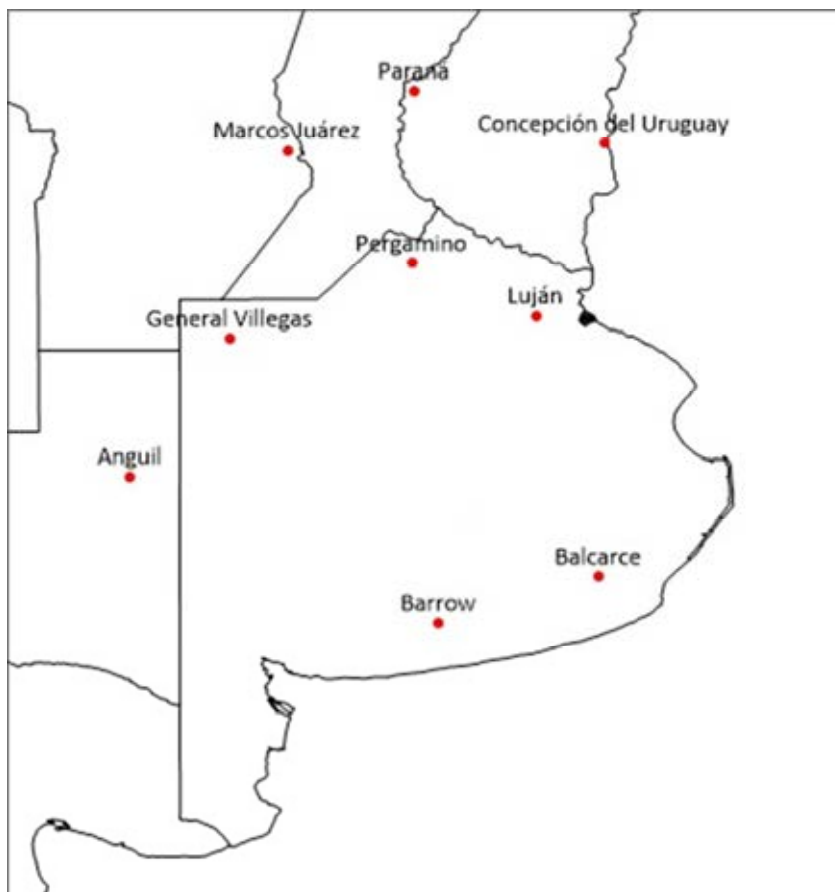 Paraná
Concepción del Uruguay
Marcos Juárez
Pergamino
Luján
General Villegas
Anguil
Balcarce
Barrow